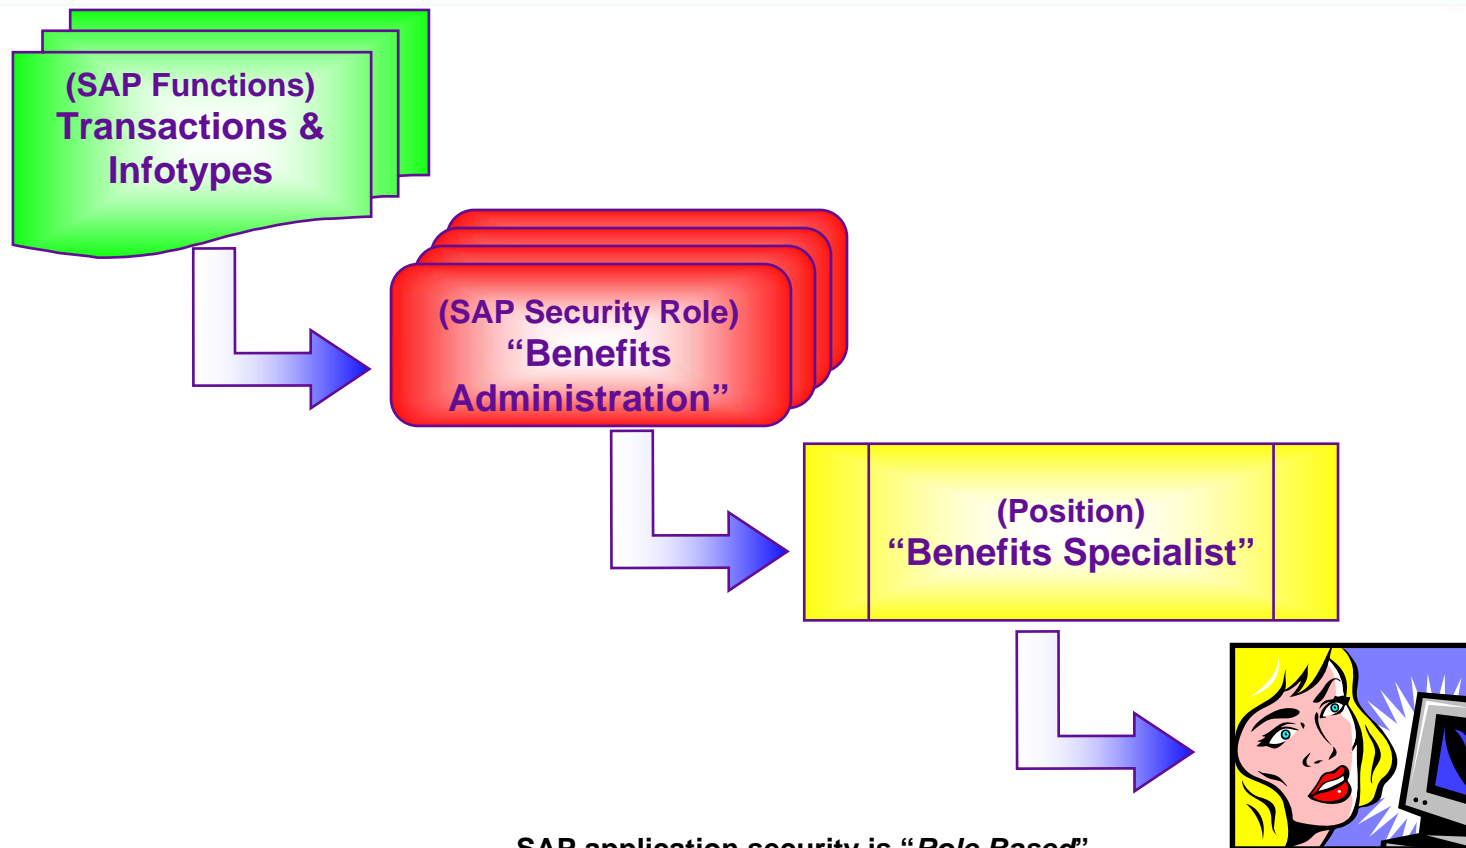 (SAP Functions)
Transactions &
Infotypes
(SAP Security Role)
“Benefits
Administration”
(Position)
“Benefits Specialist”
SAP application security is “Role Based”